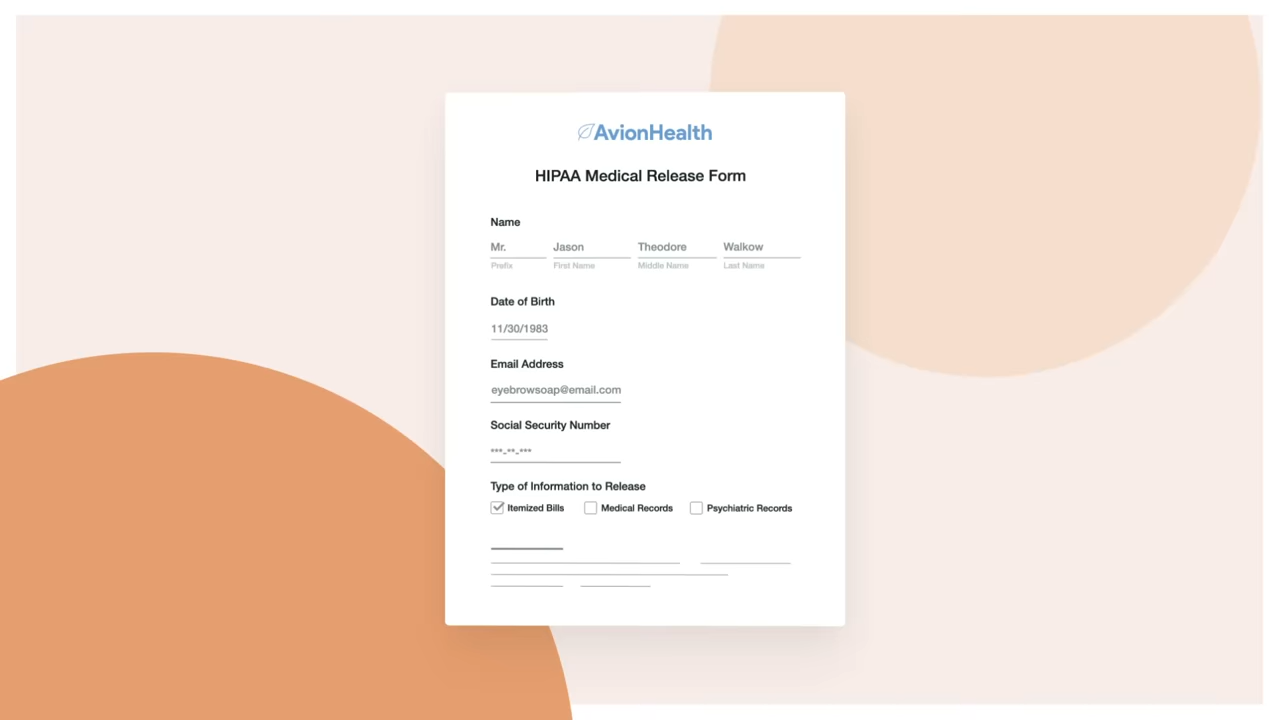 AvionHealth
HIPAA Medical Release Form
Name
Mr. Jason Theodore Walkow
Prefix First Name Middle Name Last Name
Date of Birth
11/30/1983
Email Address
eyebrowsoap@email.com
Social Security Number
***-**-***
Type of Information to Release
Itemized Bills Medical Records Psychiatric Records